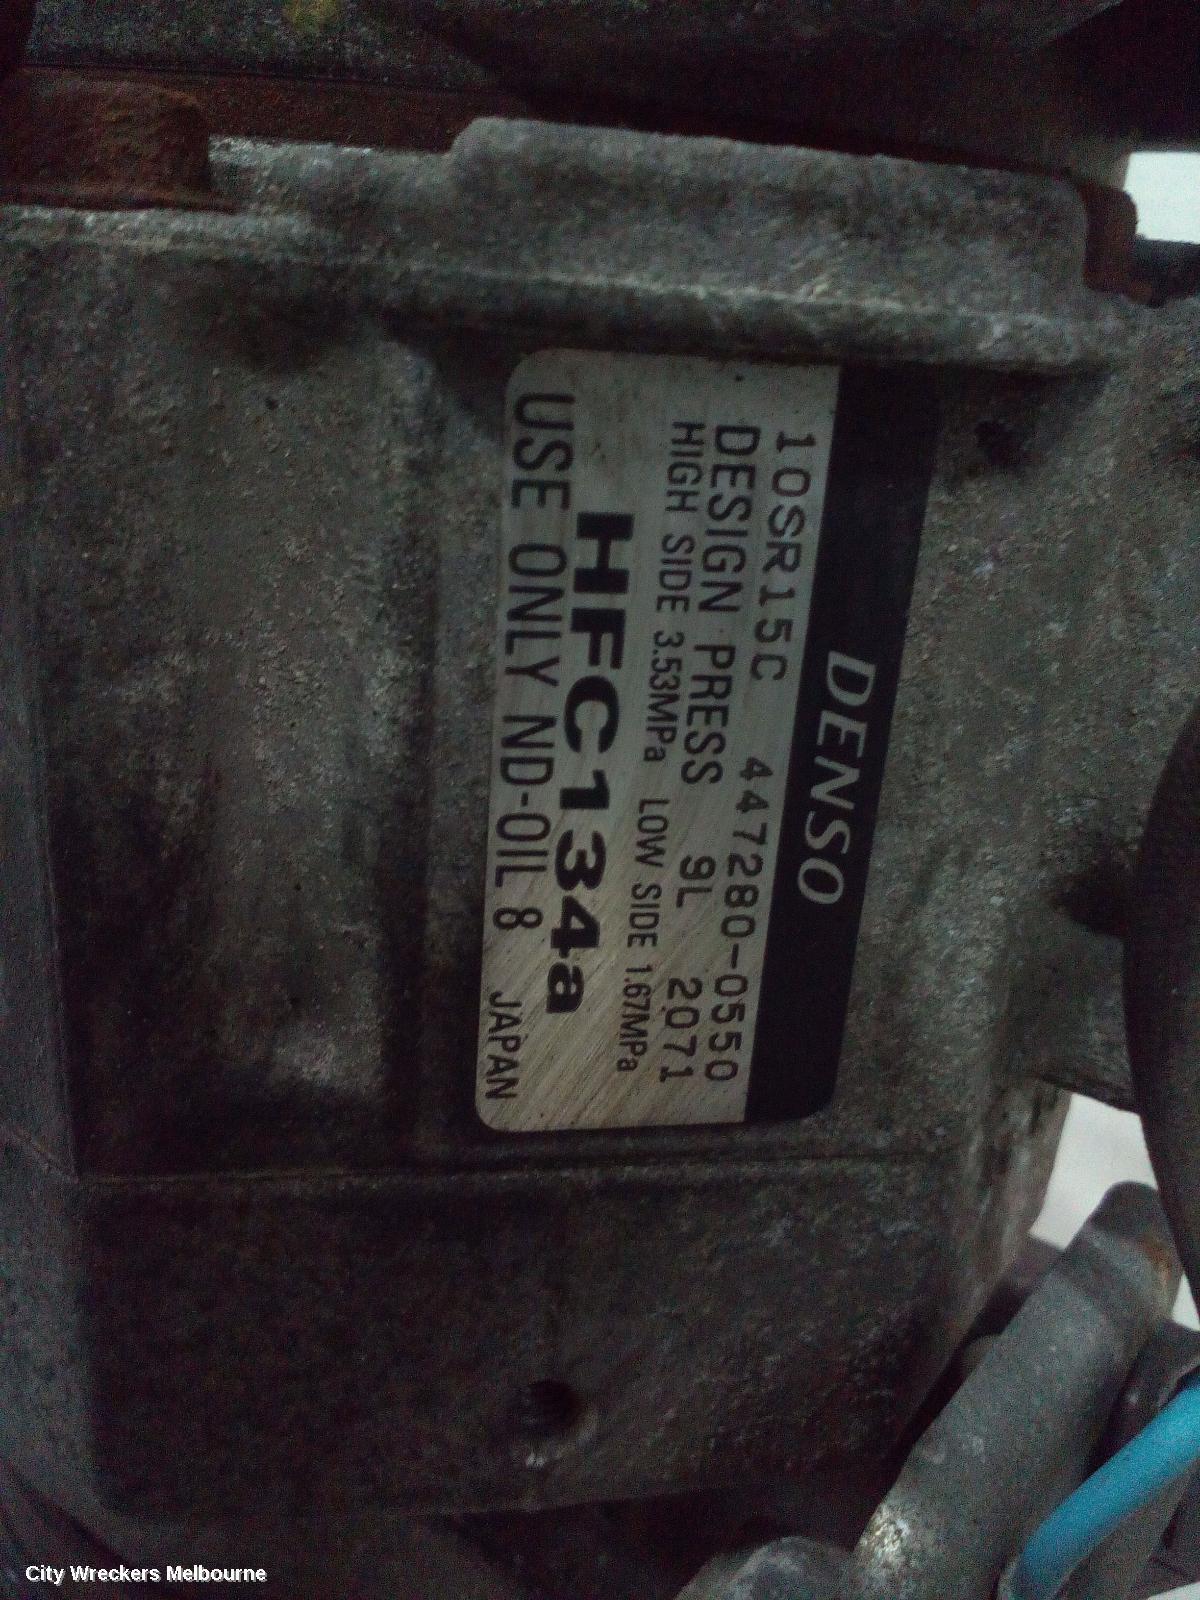 DENSO
10SR15C 447280-0550
DESIGN PRESS 9L 2071
HIGH SIDE 3.53MPa LOW SIDE 1.67MPa
HFC134a
USE ONLY ND-OIL 8 JAPAN
City Wreckers Melbourne